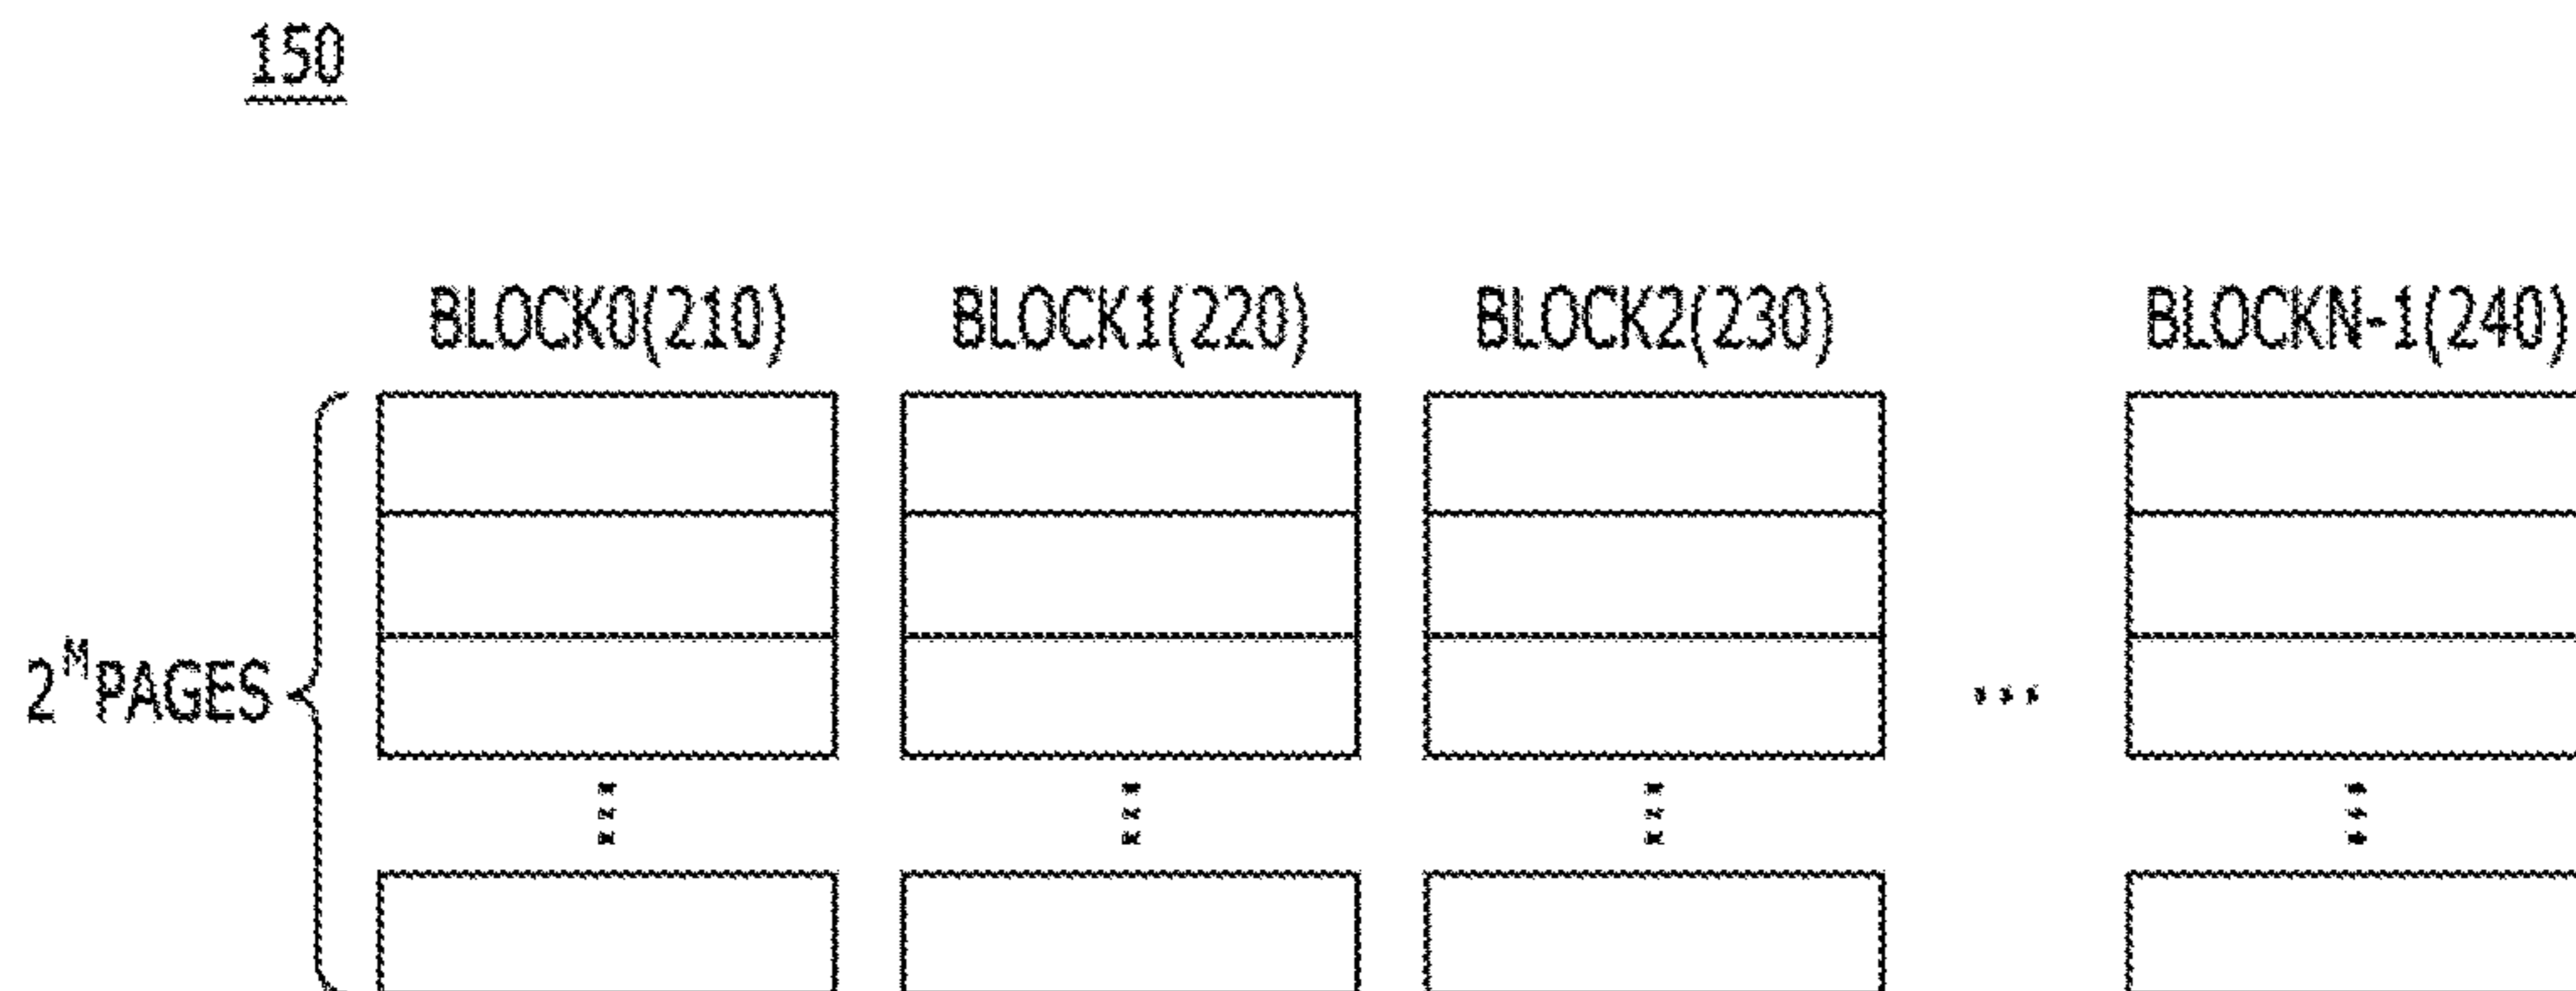 150
BLOCK0(210) BLOCK1(220) BLOCK2(230) BLOCKN-1(240)
2^M PAGES
...